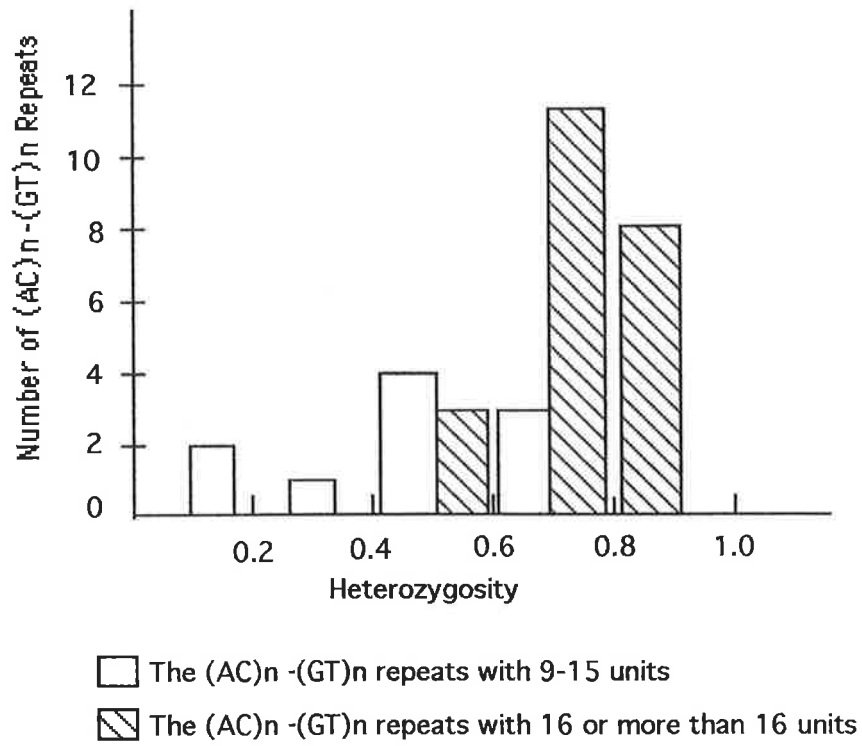 Number of (AC)n-(GT)n Repeats
12
10
8
6
4
2
0
0.2 0.4 0.6 0.8 1.0
Heterozygosity
The (AC)n -(GT)n repeats with 9-15 units
The (AC)n -(GT)n repeats with 16 or more than 16 units